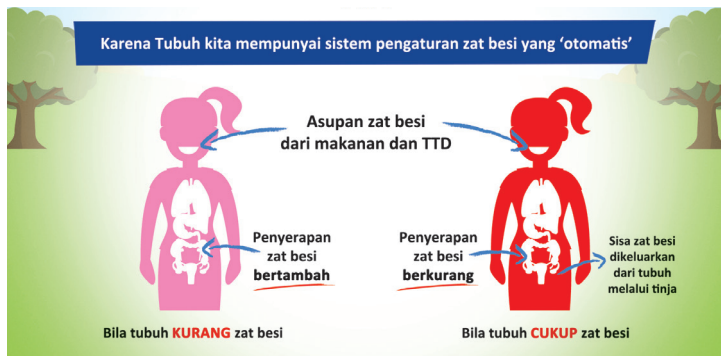 Karena Tubuh kita mempunyai sistem pengaturan zat besi yang ‘otomatis’
Asupan zat besi
dari makanan dan TTD
Penyerapan
zat besi
bertambah
Penyerapan
zat besi
berkurang
Sisa zat besi
dikeluarkan
dari tubuh
melalui tinja
Bila tubuh KURANG zat besi
Bila tubuh CUKUP zat besi